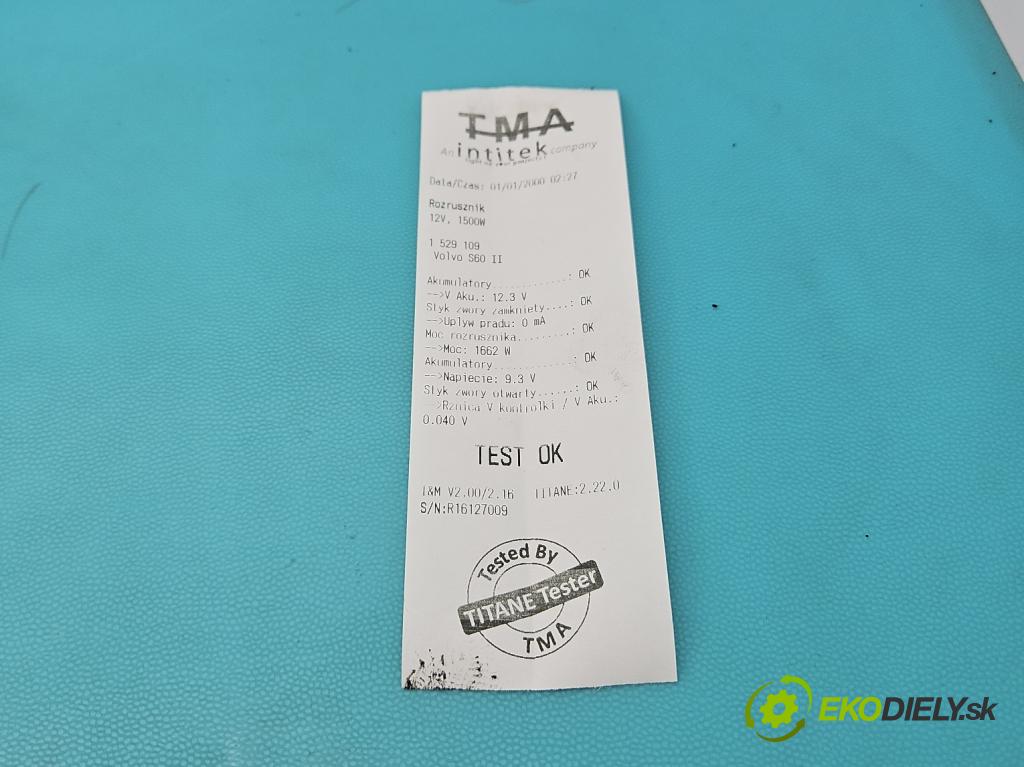 TMA
An intitek company
Data/Czas: 01/01/2000 02:27
Rozrusznik
12V, 1500W
1 529 109
Volvo S60 II
Akumulatory..............: OK
-->V Aku.: 12.3 V
Styk zwory zamkniety....: OK
-->Uplyw pradu: 0 mA
Moc rozrusznika.........: OK
-->Moc: 1662 W
Akumulatory..............: OK
-->Napiecie: 9.3 V
Styk zwory otwarty......: OK
-->Rznica V kontrolki / V Aku.:
0.040 V
TEST OK
I&M V2.00/2.16 TITANE:2.22.0
S/N:R16127009
Tested By
TITANE Tester
TMA
EKODIELY.sk